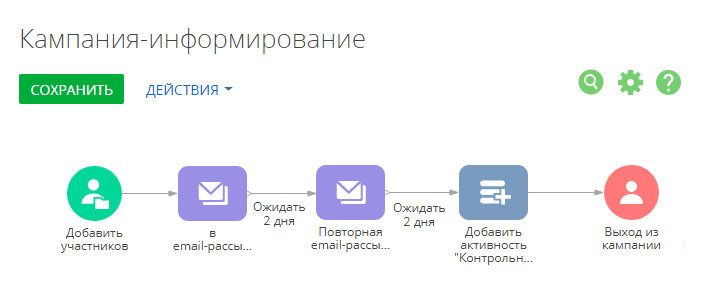 Кампания-информирование
СОХРАНИТЬ
ДЕЙСТВИЯ
?
Добавить
участников
в
email-рассы...
Ожидать
2 дня
Повторная
email-рассы...
Ожидать
2 дня
Добавить
активность
"Контрольн...
Выход из
кампании